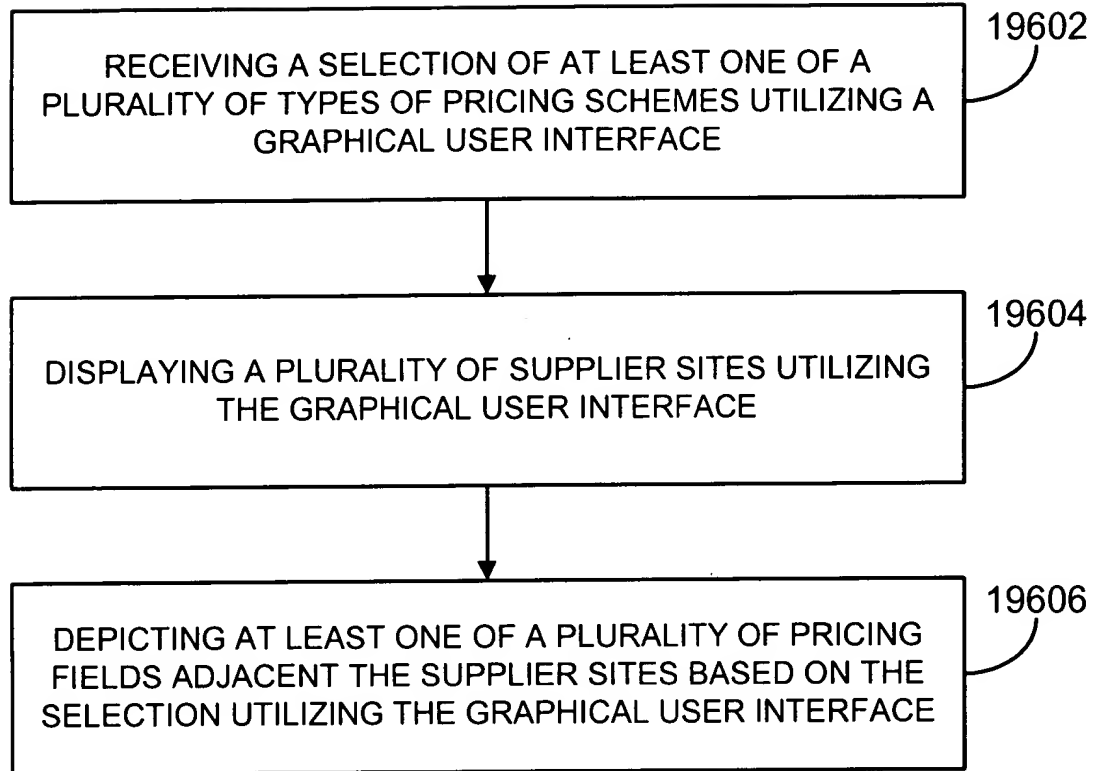 19602
RECEIVING A SELECTION OF AT LEAST ONE OF A
PLURALITY OF TYPES OF PRICING SCHEMES UTILIZING A
GRAPHICAL USER INTERFACE
19604
DISPLAYING A PLURALITY OF SUPPLIER SITES UTILIZING
THE GRAPHICAL USER INTERFACE
19606
DEPICTING AT LEAST ONE OF A PLURALITY OF PRICING
FIELDS ADJACENT THE SUPPLIER SITES BASED ON THE
SELECTION UTILIZING THE GRAPHICAL USER INTERFACE